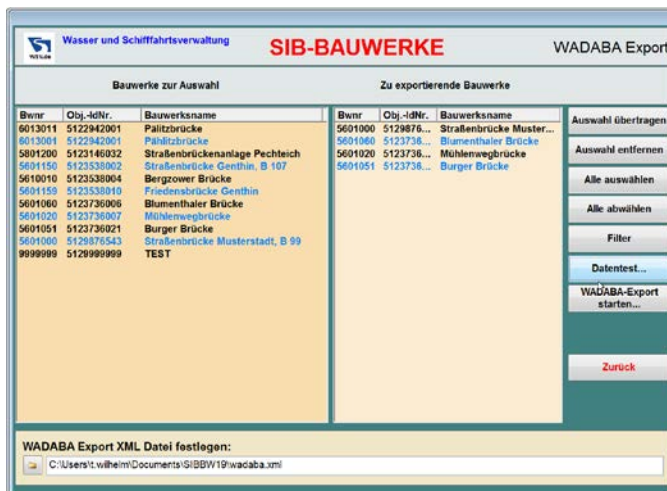 Wasser und Schifffahrtsverwaltung
SIB-BAUWERKE
WADABA Export
Bauwerke zur Auswahl
Zu exportierende Bauwerke
Bwnr Obj.-IdNr. Bauwerksname
6013011 5122942001 Pälitzbrücke
6013001 5122942001 Pählitzbrücke
5801200 5123146032 Straßenbrückenanlage Pechteich
5601150 5123538002 Straßenbrücke Genthin, B 107
5610010 5123538004 Bergzower Brücke
5601159 5123538010 Friedensbrücke Genthin
5601060 5123736006 Blumenthaler Brücke
5601020 5123736007 Mühlenwegbrücke
5601051 5123736021 Burger Brücke
5601000 5129876543 Straßenbrücke Musterstadt, B 99
9999999 5129999999 TEST
Bwnr Obj.-IdNr. Bauwerksname
5601000 5129876... Straßenbrücke Muster...
5601060 5123736... Blumenthaler Brücke
5601020 5123736... Mühlenwegbrücke
5601051 5123736... Burger Brücke
Auswahl übertragen
Auswahl entfernen
Alle auswählen
Alle abwählen
Filter
Datentest...
WADABA-Export
starten...
Zurück
WADABA Export XML Datei festlegen:
C:\Users\t.wilhelm\Documents\SIBBW19\wadaba.xml